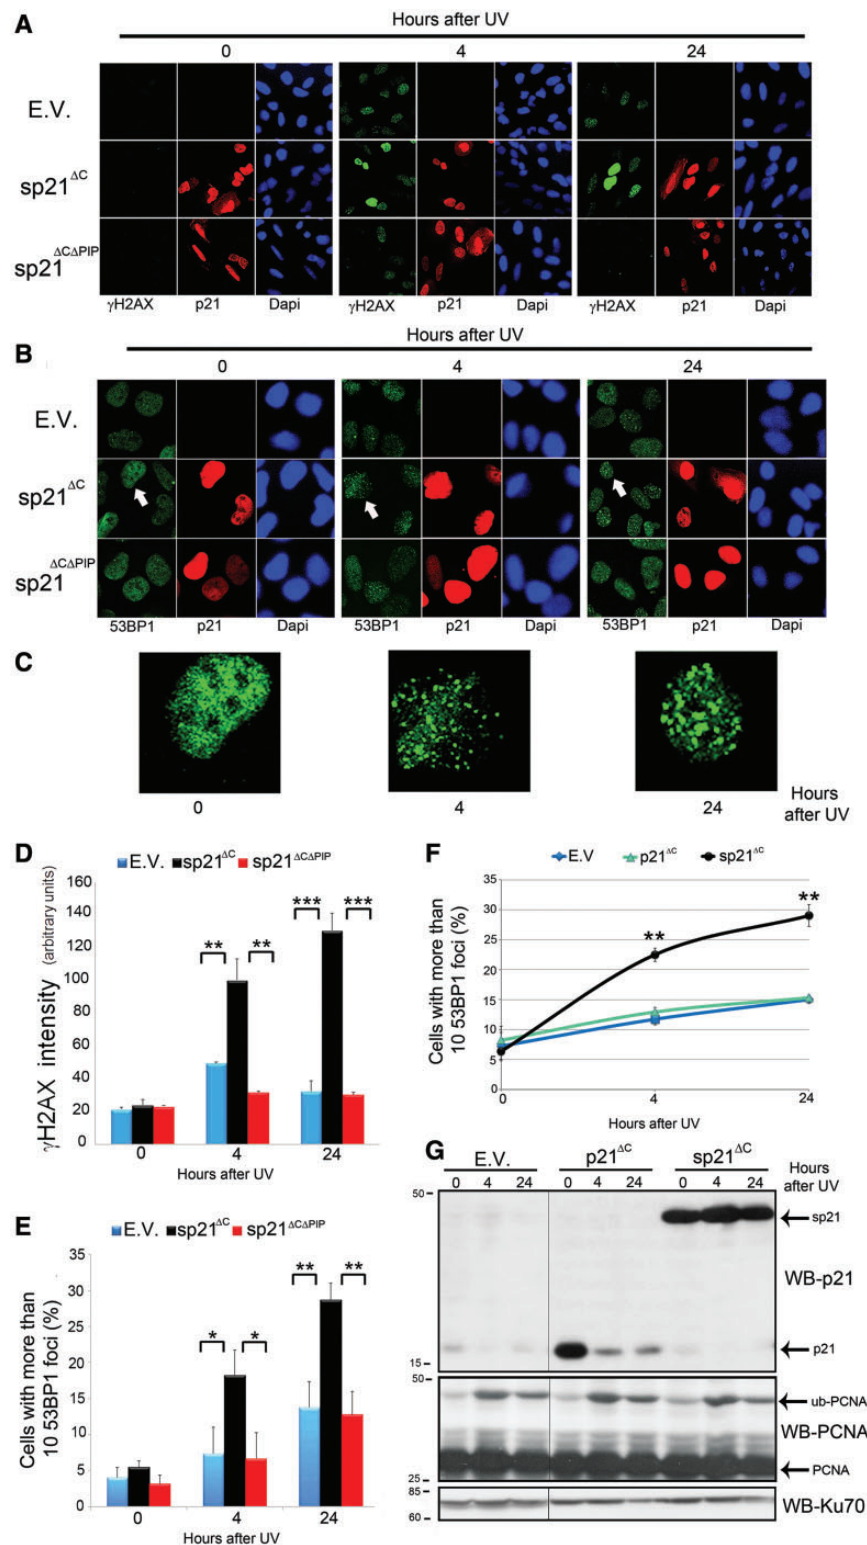 A
Hours after UV
0 4 24
E.V.
sp21ΔC
sp21ΔCΔPIP
γH2AX p21 Dapi γH2AX p21 Dapi γH2AX p21 Dapi
B
Hours after UV
0 4 24
E.V.
sp21ΔC
sp21ΔCΔPIP
53BP1 p21 Dapi 53BP1 p21 Dapi 53BP1 p21 Dapi
C
0 4 24
Hours
after UV
D
E.V. sp21ΔC sp21ΔCΔPIP
γH2AX intensity (arbitrary units)
160
140
120
100
80
60
40
20
0
** **
*** ***
0 4 24
Hours after UV
E
E.V. sp21ΔC sp21ΔCΔPIP
Cells with more than
10 53BP1 foci (%)
35
30
25
20
15
10
5
0
* *
** **
0 4 24
Hours after UV
F
E.V p21ΔC sp21ΔC
Cells with more than
10 53BP1 foci (%)
35
30
25
20
15
10
5
0
**
**
0 4 24
Hours after UV
G
E.V. p21ΔC sp21ΔC
0 4 24 0 4 24 0 4 24
Hours
after UV
50
sp21
WB-p21
p21
15
50
ub-PCNA
WB-PCNA
PCNA
25
85
WB-Ku70
60